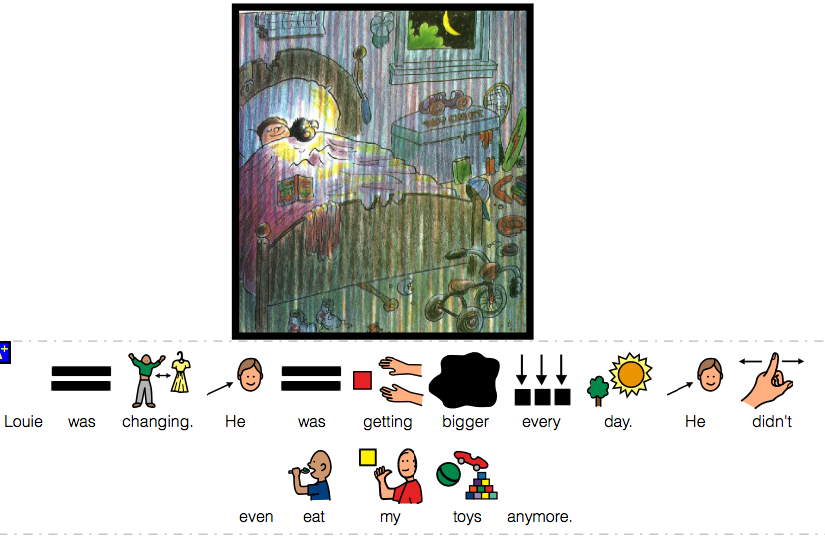 Louie was changing. He was getting bigger every day. He didn't
even eat my toys anymore.